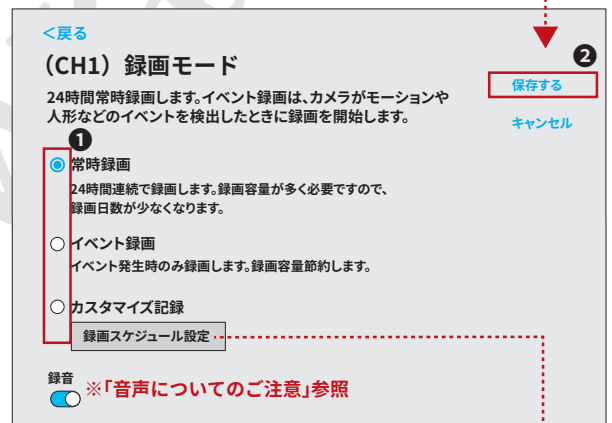 <戻る
(CH1) 録画モード
24時間常時録画します。イベント録画は、カメラがモーションや
人形などのイベントを検出したときに録画を開始します。
❷
保存する
キャンセル
❶
常時録画
24時間連続で録画します。録画容量が多く必要ですので、
録画日数が少なくなります。
イベント録画
イベント発生時のみ録画します。録画容量節約します。
カスタマイズ記録
録画スケジュール設定
録音
※「音声についてのご注意」参照